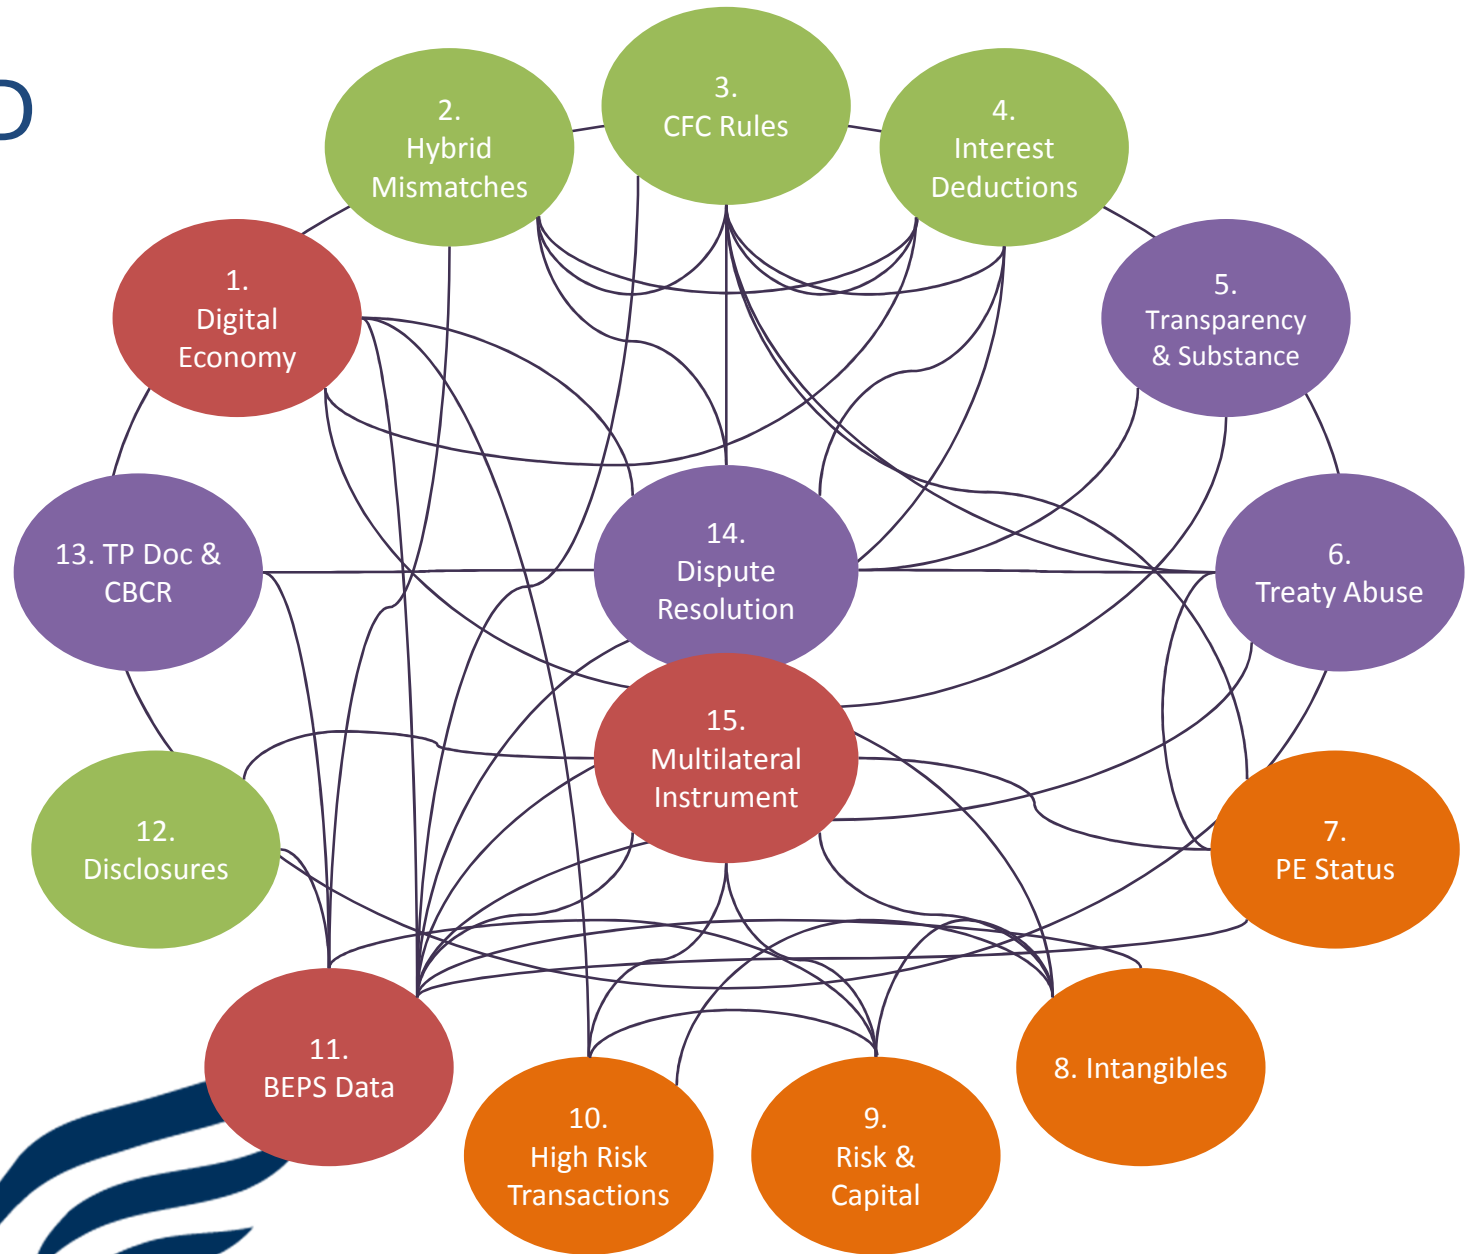 D
3.
CFC Rules
2.
Hybrid
Mismatches
4.
Interest
Deductions
1.
Digital
Economy
5.
Transparency
& Substance
13. TP Doc &
CBCR
14.
Dispute
Resolution
6.
Treaty Abuse
15.
Multilateral
Instrument
12.
Disclosures
7.
PE Status
11.
BEPS Data
8. Intangibles
10.
High Risk
Transactions
9.
Risk &
Capital